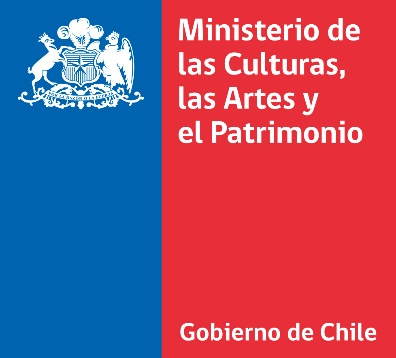 Ministerio de
las Culturas,
las Artes y
el Patrimonio
Gobierno de Chile